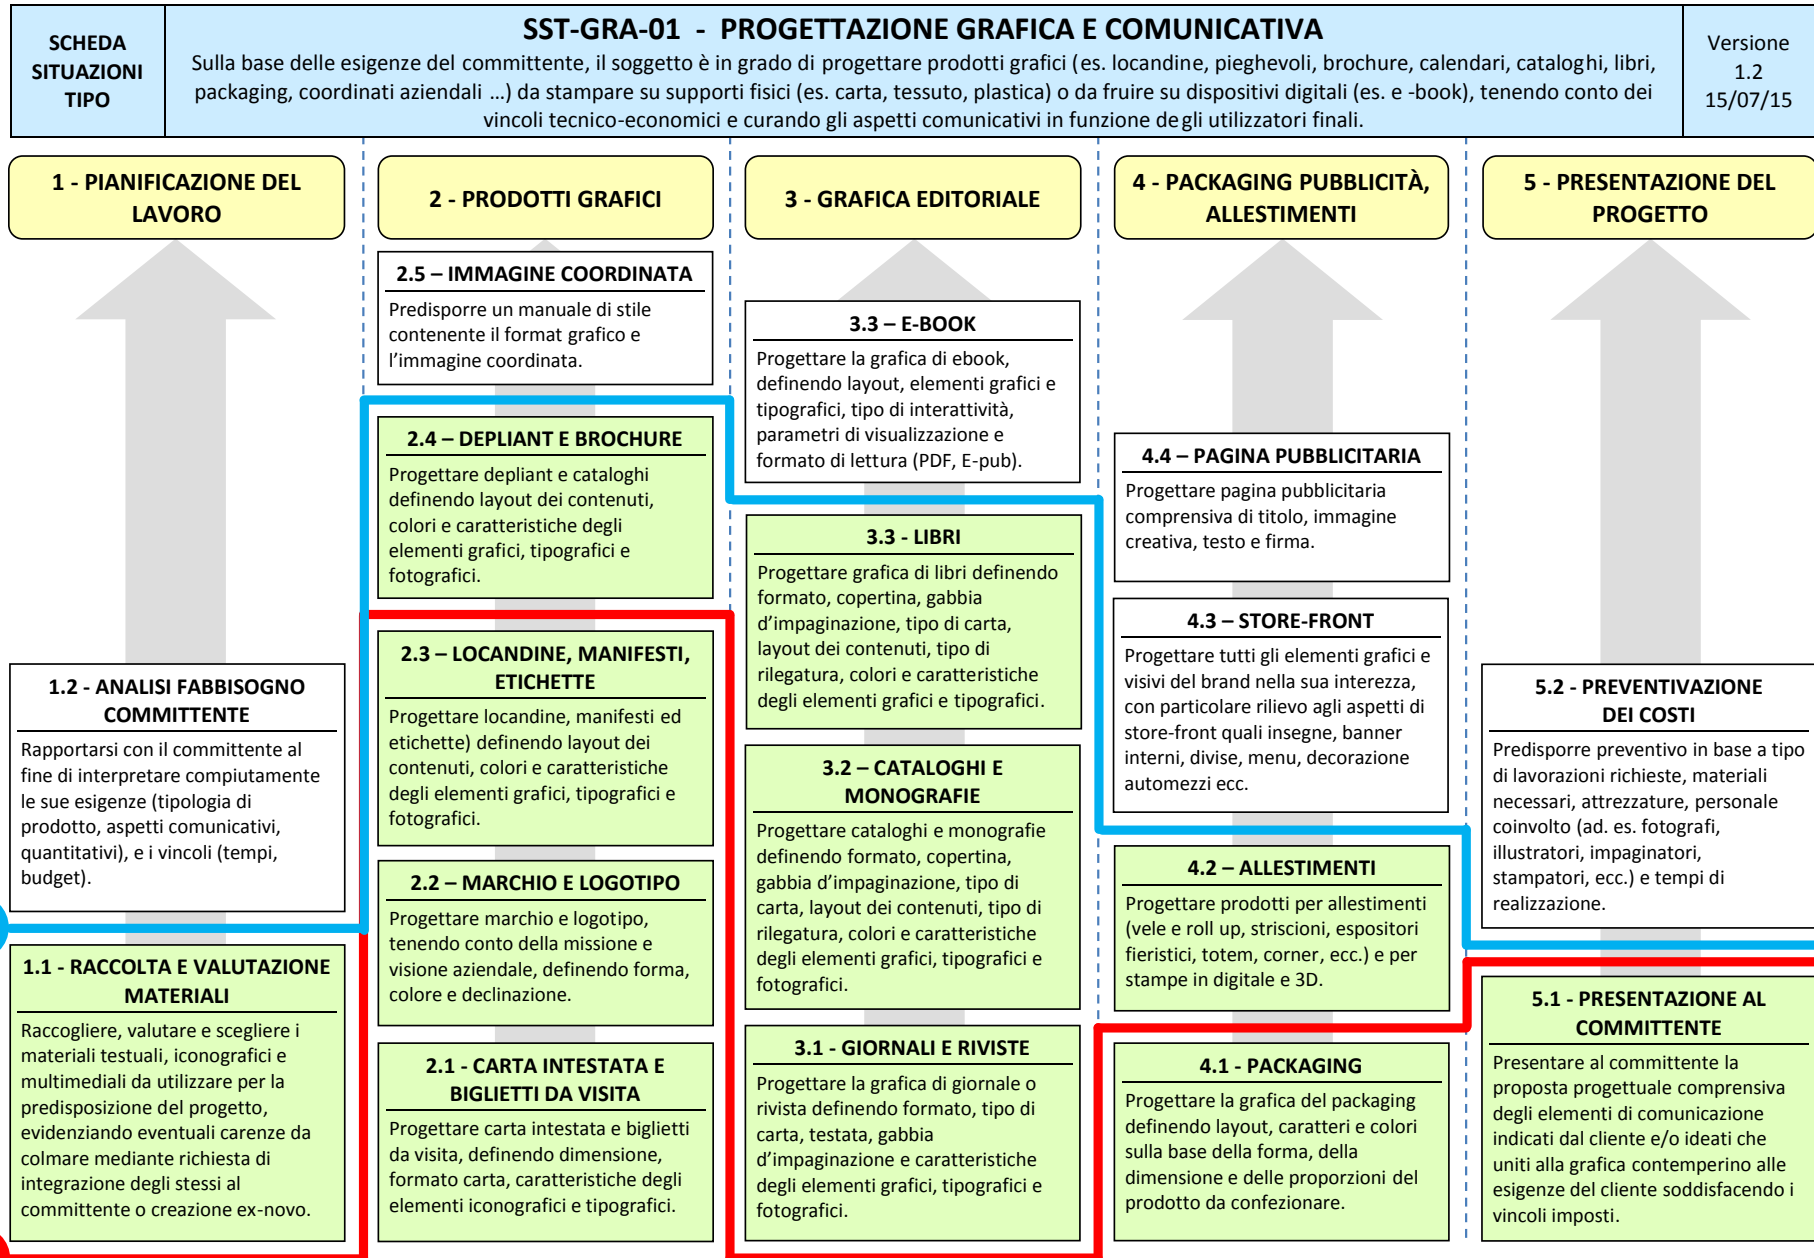 SCHEDA
SITUAZIONI
TIPO
SST-GRA-01 - PROGETTAZIONE GRAFICA E COMUNICATIVA
Sulla base delle esigenze del committente, il soggetto è in grado di progettare prodotti grafici (es. locandine, pieghevoli, brochure, calendari, cataloghi, libri,
packaging, coordinati aziendali ...) da stampare su supporti fisici (es. carta, tessuto, plastica) o da fruire su dispositivi digitali (es. e -book), tenendo conto dei
vincoli tecnico-economici e curando gli aspetti comunicativi in funzione degli utilizzatori finali.
Versione
1.2
15/07/15
1 - PIANIFICAZIONE DEL
LAVORO
1.2 - ANALISI FABBISOGNO
COMMITTENTE
Rapportarsi con il committente al
fine di interpretare compiutamente
le sue esigenze (tipologia di
prodotto, aspetti comunicativi,
quantitativi), e i vincoli (tempi,
budget).
1.1 - RACCOLTA E VALUTAZIONE
MATERIALI
Raccogliere, valutare e scegliere i
materiali testuali, iconografici e
multimediali da utilizzare per la
predisposizione del progetto,
evidenziando eventuali carenze da
colmare mediante richiesta di
integrazione degli stessi al
committente o creazione ex-novo.
2 - PRODOTTI GRAFICI
2.5 – IMMAGINE COORDINATA
Predisporre un manuale di stile
contenente il format grafico e
l'immagine coordinata.
2.4 – DEPLIANT E BROCHURE
Progettare depliant e cataloghi
definendo layout dei contenuti,
colori e caratteristiche degli
elementi grafici, tipografici e
fotografici.
2.3 – LOCANDINE, MANIFESTI,
ETICHETTE
Progettare locandine, manifesti ed
etichette) definendo layout dei
contenuti, colori e caratteristiche
degli elementi grafici, tipografici e
fotografici.
2.2 – MARCHIO E LOGOTIPO
Progettare marchio e logotipo,
tenendo conto della missione e
visione aziendale, definendo forma,
colore e declinazione.
2.1 - CARTA INTESTATA E
BIGLIETTI DA VISITA
Progettare carta intestata e biglietti
da visita, definendo dimensione,
formato carta, caratteristiche degli
elementi iconografici e tipografici.
3 - GRAFICA EDITORIALE
3.3 – E-BOOK
Progettare la grafica di ebook,
definendo layout, elementi grafici e
tipografici, tipo di interattività,
parametri di visualizzazione e
formato di lettura (PDF, E-pub).
3.3 - LIBRI
Progettare grafica di libri definendo
formato, copertina, gabbia
d'impaginazione, tipo di carta,
layout dei contenuti, tipo di
rilegatura, colori e caratteristiche
degli elementi grafici e tipografici.
3.2 – CATALOGHI E
MONOGRAFIE
Progettare cataloghi e monografie
definendo formato, copertina,
gabbia d'impaginazione, tipo di
carta, layout dei contenuti, tipo di
rilegatura, colori e caratteristiche
degli elementi grafici, tipografici e
fotografici.
3.1 - GIORNALI E RIVISTE
Progettare la grafica di giornale o
rivista definendo formato, tipo di
carta, testata, gabbia
d'impaginazione e caratteristiche
degli elementi grafici, tipografici e
fotografici.
4 - PACKAGING PUBBLICITÀ,
ALLESTIMENTI
4.4 – PAGINA PUBBLICITARIA
Progettare pagina pubblicitaria
comprensiva di titolo, immagine
creativa, testo e firma.
4.3 – STORE-FRONT
Progettare tutti gli elementi grafici e
visivi del brand nella sua interezza,
con particolare rilievo agli aspetti di
store-front quali insegne, banner
interni, divise, menu, decorazione
automezzi ecc.
4.2 – ALLESTIMENTI
Progettare prodotti per allestimenti
(vele e roll up, striscioni, espositori
fieristici, totem, corner, ecc.) e per
stampe in digitale e 3D.
4.1 - PACKAGING
Progettare la grafica del packaging
definendo layout, caratteri e colori
sulla base della forma, della
dimensione e delle proporzioni del
prodotto da confezionare.
5 - PRESENTAZIONE DEL
PROGETTO
5.2 - PREVENTIVAZIONE
DEI COSTI
Predisporre preventivo in base a tipo
di lavorazioni richieste, materiali
necessari, attrezzature, personale
coinvolto (ad. es. fotografi,
illustratori, impaginatori,
stampatori, ecc.) e tempi di
realizzazione.
5.1 - PRESENTAZIONE AL
COMMITTENTE
Presentare al committente la
proposta progettuale comprensiva
degli elementi di comunicazione
indicati dal cliente e/o ideati che
uniti alla grafica contemperino alle
esigenze del cliente soddisfacendo i
vincoli imposti.